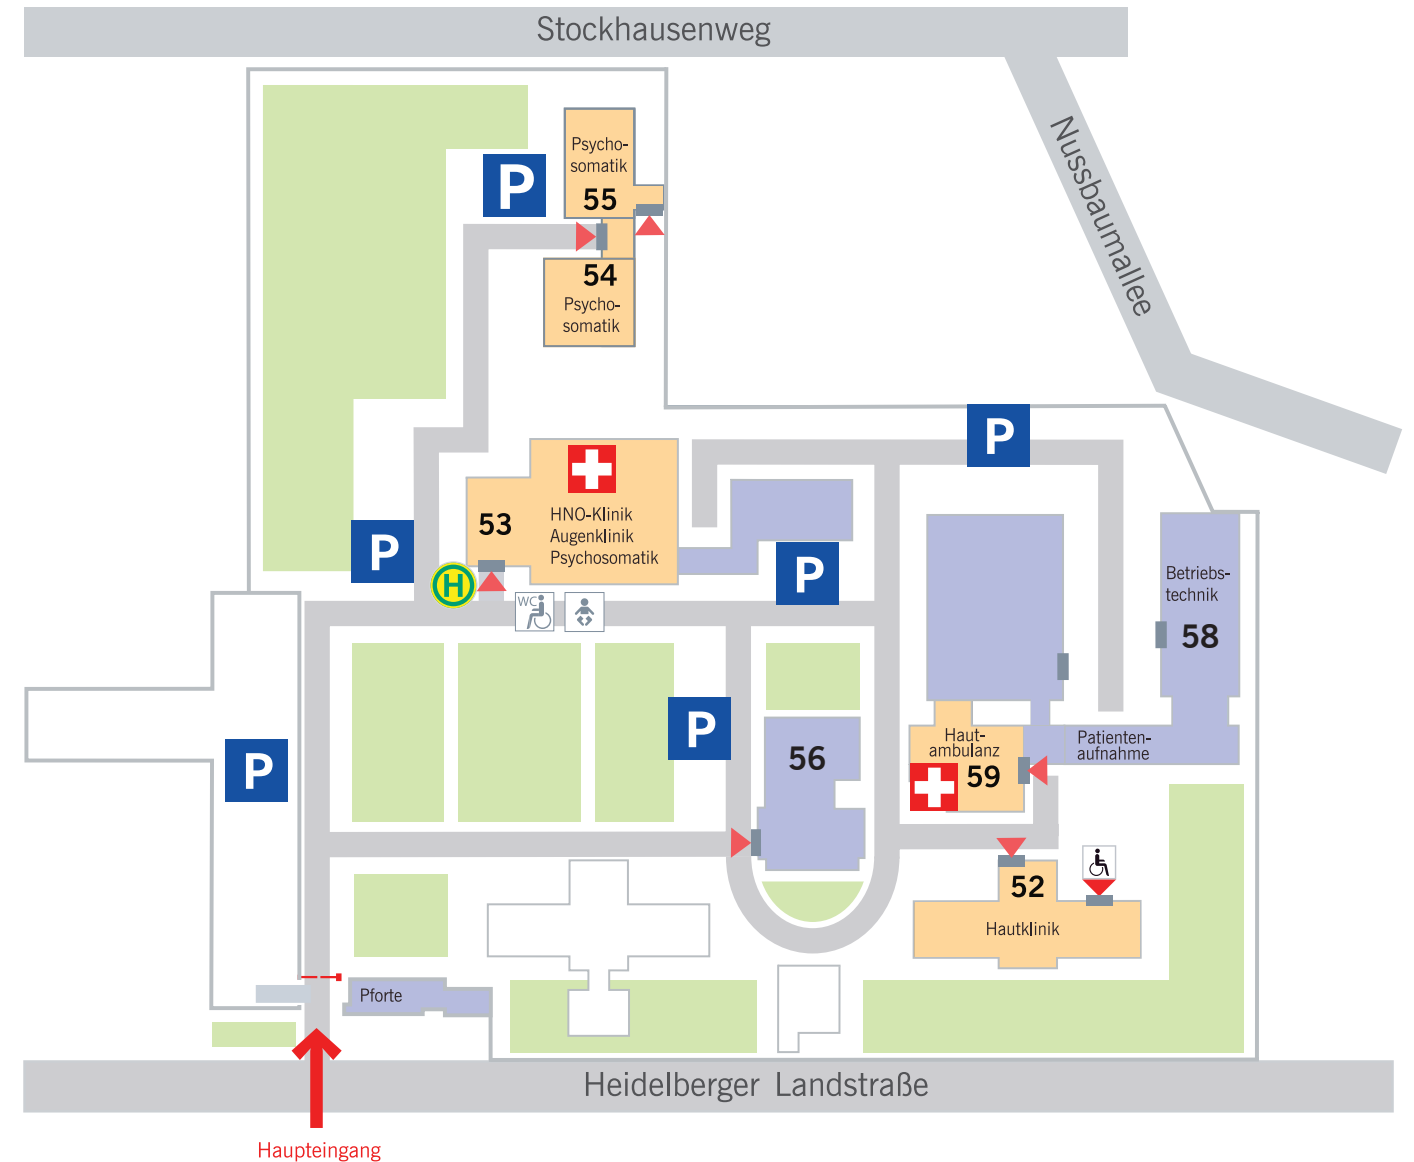 Stockhausenweg
Nussbaumallee
Psycho-
somatik
55
P
54
Psycho-
somatik
P
53
HNO-Klinik
Augenklinik
Psychosomatik
P
H
WC
P
Betriebs-
technik
58
P
P
56
Haut-
ambulanz
59
Patienten-
aufnahme
52
Hautklinik
Pforte
Heidelberger Landstraße
Haupteingang